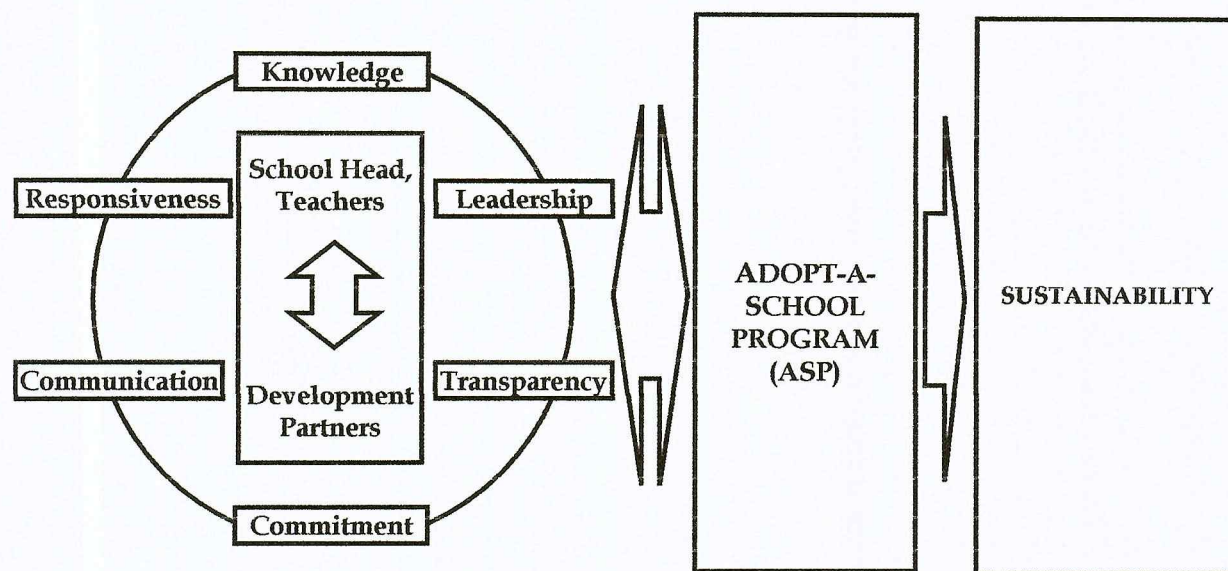 Knowledge
Responsiveness
School Head,
Teachers
Leadership
Communication
Development
Partners
Transparency
Commitment
ADOPT-A-
SCHOOL
PROGRAM
(ASP)
SUSTAINABILITY